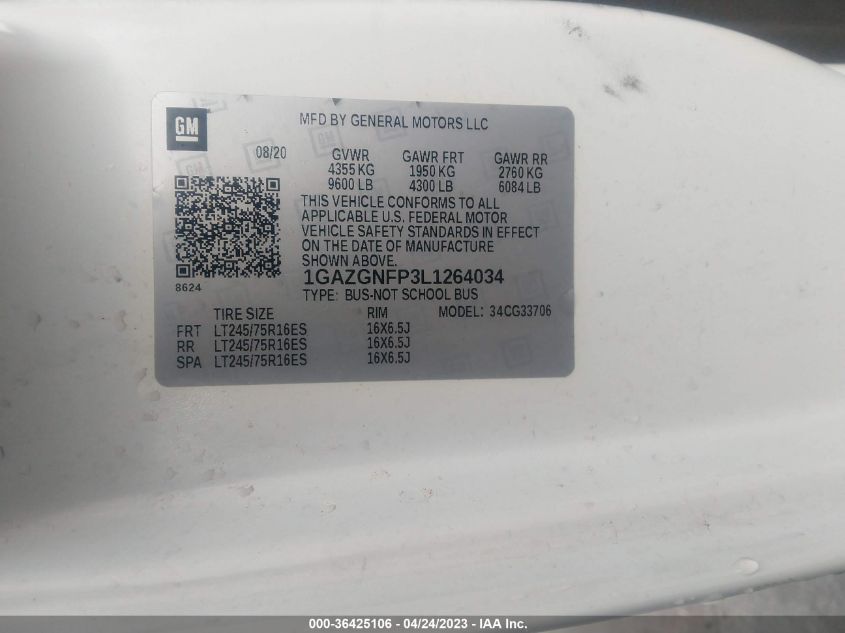 GM
MFD BY GENERAL MOTORS LLC
08/20 GVWR GAWR FRT GAWR RR
4355 KG 1950 KG 2760 KG
9600 LB 4300 LB 6084 LB
THIS VEHICLE CONFORMS TO ALL
APPLICABLE U.S. FEDERAL MOTOR
VEHICLE SAFETY STANDARDS IN EFFECT
ON THE DATE OF MANUFACTURE
SHOWN ABOVE.
1GAZGNFP3L1264034
8624
TYPE: BUS-NOT SCHOOL BUS
TIRE SIZE RIM MODEL: 34CG33706
FRT LT245/75R16ES 16X6.5J
RR LT245/75R16ES 16X6.5J
SPA LT245/75R16ES 16X6.5J
000-36425106 - 04/24/2023 - IAA Inc.